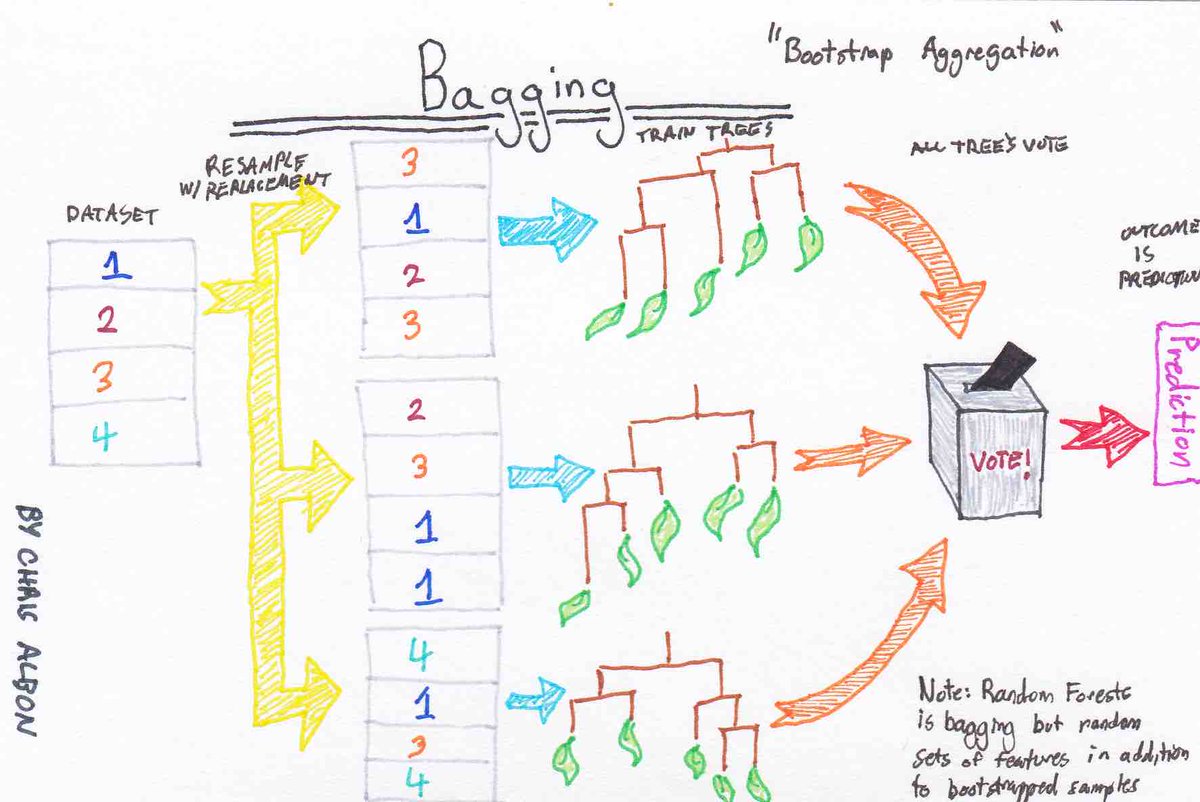 "Bootstrap Aggregation"
Bagging
TRAIN TREES
ALL TREE'S VOTE
RESAMPLE
W/ REPLACEMENT
DATASET
1
2
3
4
3
1
2
3
2
3
1
1
4
1
3
4
VOTE!
OUTCOME
IS
PREDICTION
Prediction
Note: Random Forests
is bagging but random
sets of features in addition
to bootstrapped samples
BY CHRIS ALBON